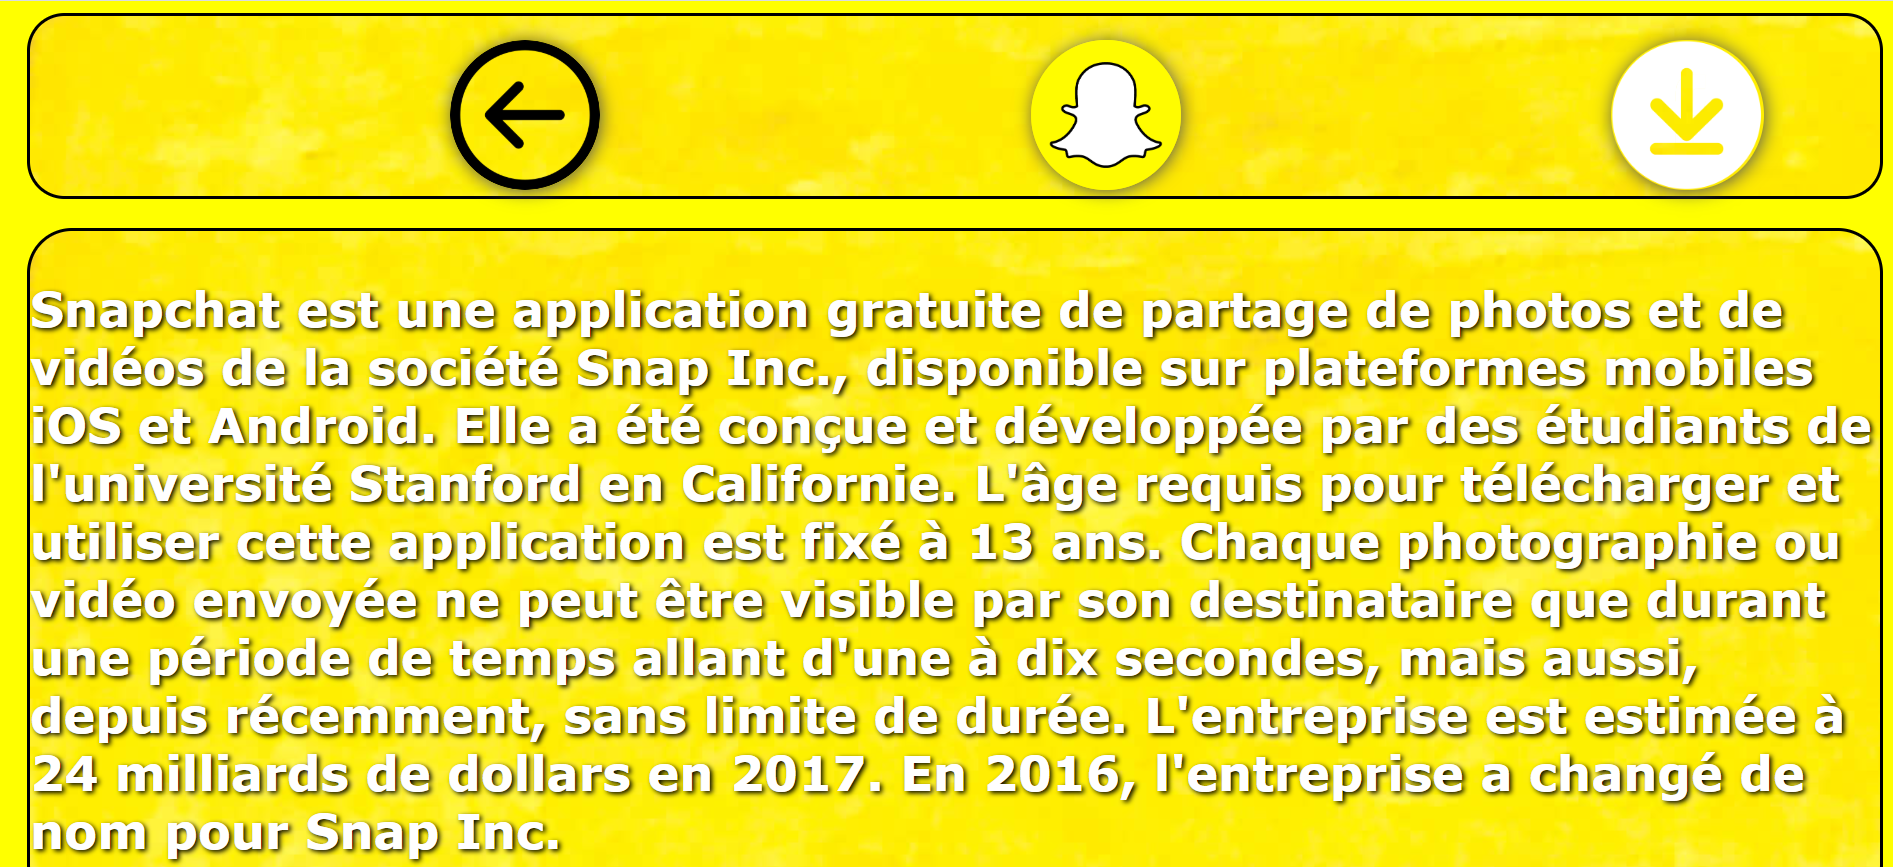 Snapchat est une application gratuite de partage de photos et de
vidéos de la société Snap Inc., disponible sur plateformes mobiles
iOS et Android. Elle a été conçue et développée par des étudiants de
l'université Stanford en Californie. L'âge requis pour télécharger et
utiliser cette application est fixé à 13 ans. Chaque photographie ou
vidéo envoyée ne peut être visible par son destinataire que durant
une période de temps allant d'une à dix secondes, mais aussi,
depuis récemment, sans limite de durée. L'entreprise est estimée à
24 milliards de dollars en 2017. En 2016, l'entreprise a changé de
nom pour Snap Inc.